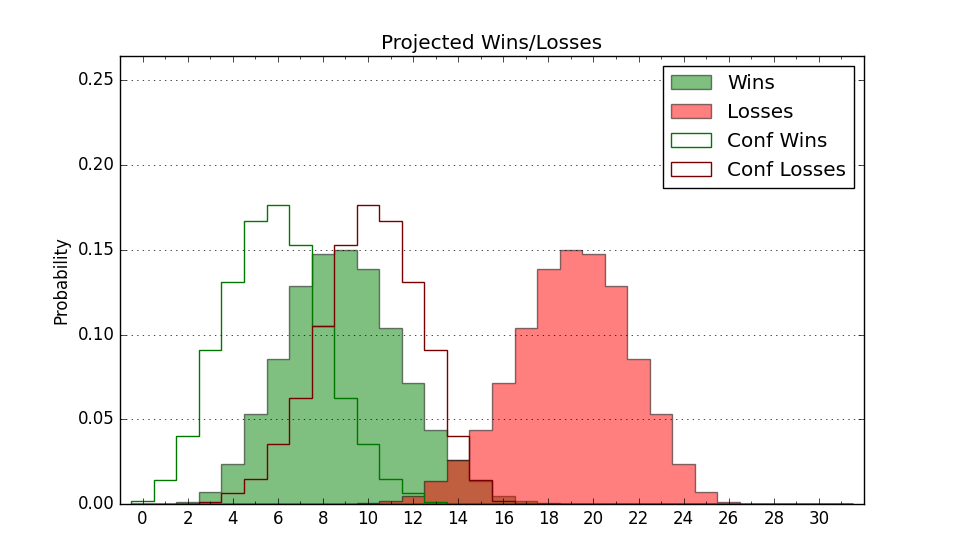 Projected Wins/Losses
0.25
0.20
0.15
0.10
0.05
0.00
Probability
Wins
Losses
Conf Wins
Conf Losses
0 2 4 6 8 10 12 14 16 18 20 22 24 26 28 30